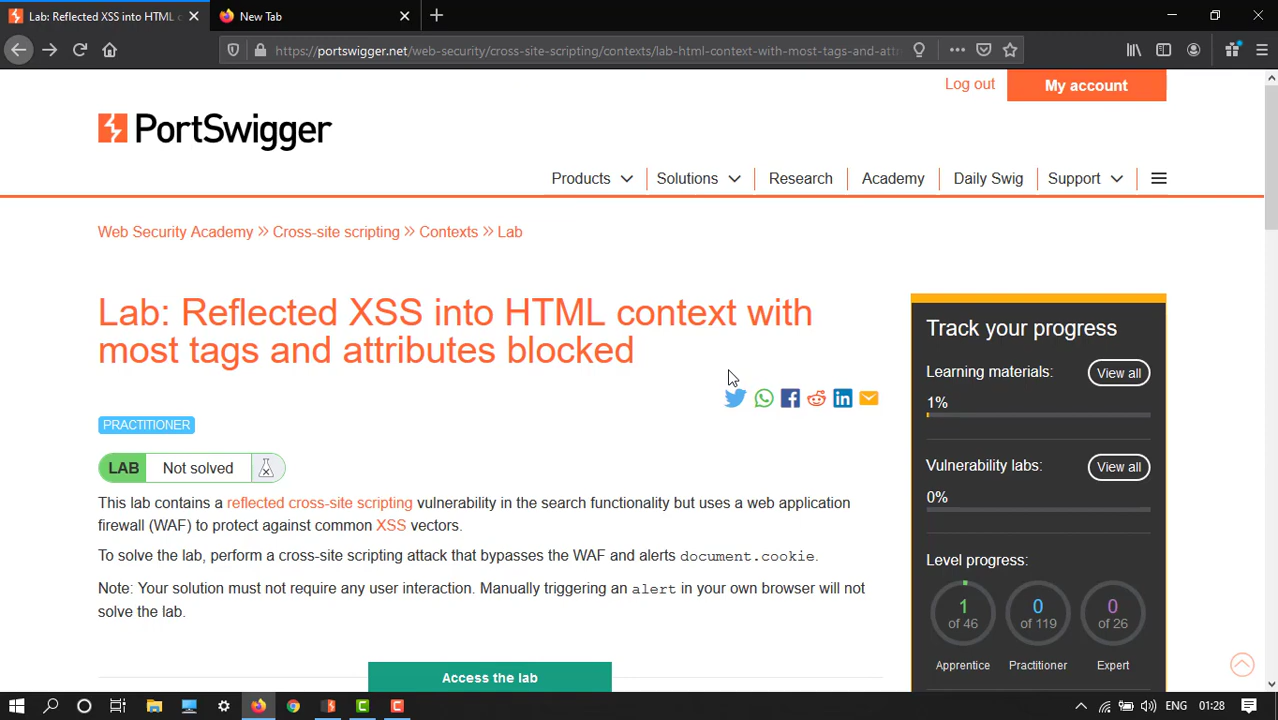 Lab: Reflected XSS into HTML c
New Tab
https://portswigger.net/web-security/cross-site-scripting/contexts/lab-html-context-with-most-tags-and-attr
Log out
My account
PortSwigger
Products
Solutions
Research
Academy
Daily Swig
Support
Web Security Academy » Cross-site scripting » Contexts » Lab
Lab: Reflected XSS into HTML context with
most tags and attributes blocked
PRACTITIONER
LAB Not solved
This lab contains a reflected cross-site scripting vulnerability in the search functionality but uses a web application
firewall (WAF) to protect against common XSS vectors.
To solve the lab, perform a cross-site scripting attack that bypasses the WAF and alerts document.cookie.
Note: Your solution must not require any user interaction. Manually triggering an alert in your own browser will not
solve the lab.
Access the lab
Track your progress
Learning materials:
View all
1%
Vulnerability labs:
View all
0%
Level progress:
1
of 46
Apprentice
0
of 119
Practitioner
0
of 26
Expert
ENG
01:28